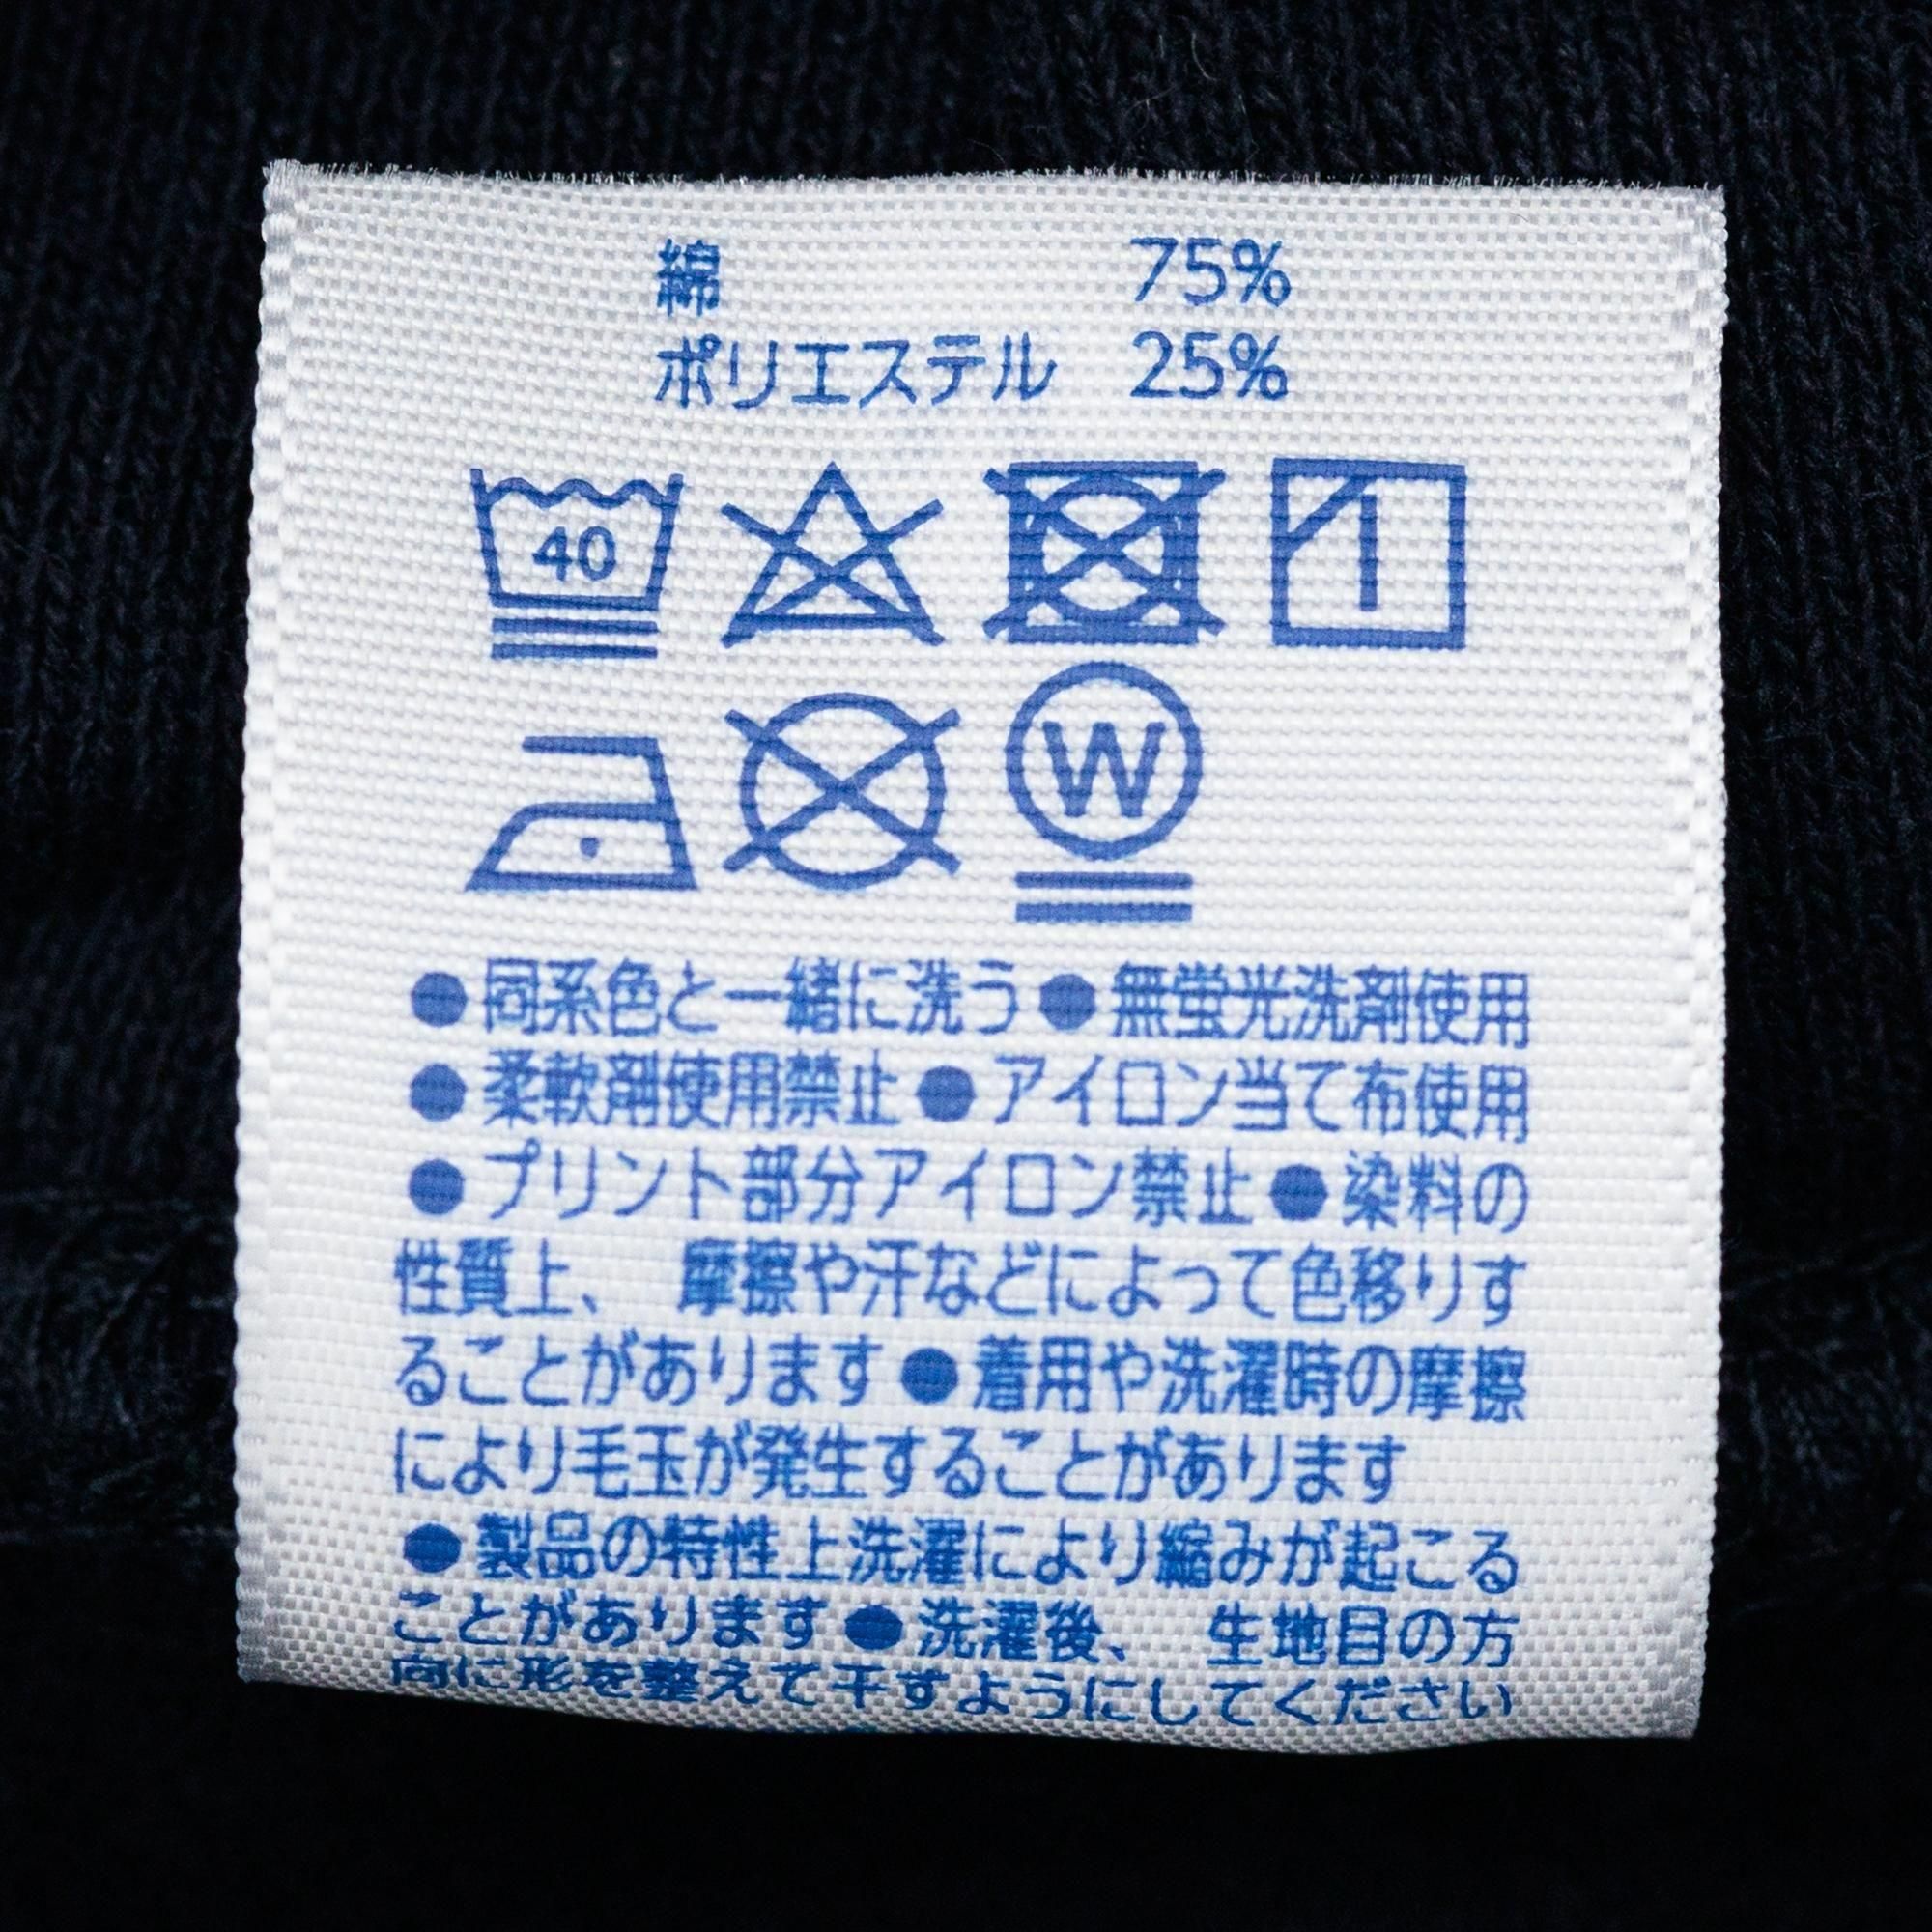 綿 75%
ポリエステル 25%
40
W
●同系色と一緒に洗う●無蛍光洗剤使用
●柔軟剤使用禁止●アイロン当て布使用
●プリント部分アイロン禁止●染料の
性質上、摩擦や汗などによって色移りす
ることがあります●着用や洗濯時の摩擦
により毛玉が発生することがあります
●製品の特性上洗濯により縮みが起こる
ことがあります●洗濯後、生地目の方
向に形を整えて干すようにしてください